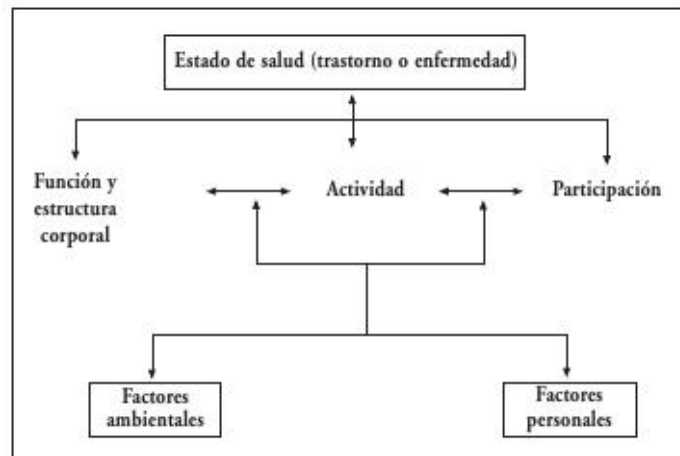 Estado de salud (trastorno o enfermedad)
Función y
estructura
corporal
Actividad
Participación
Factores
ambientales
Factores
personales